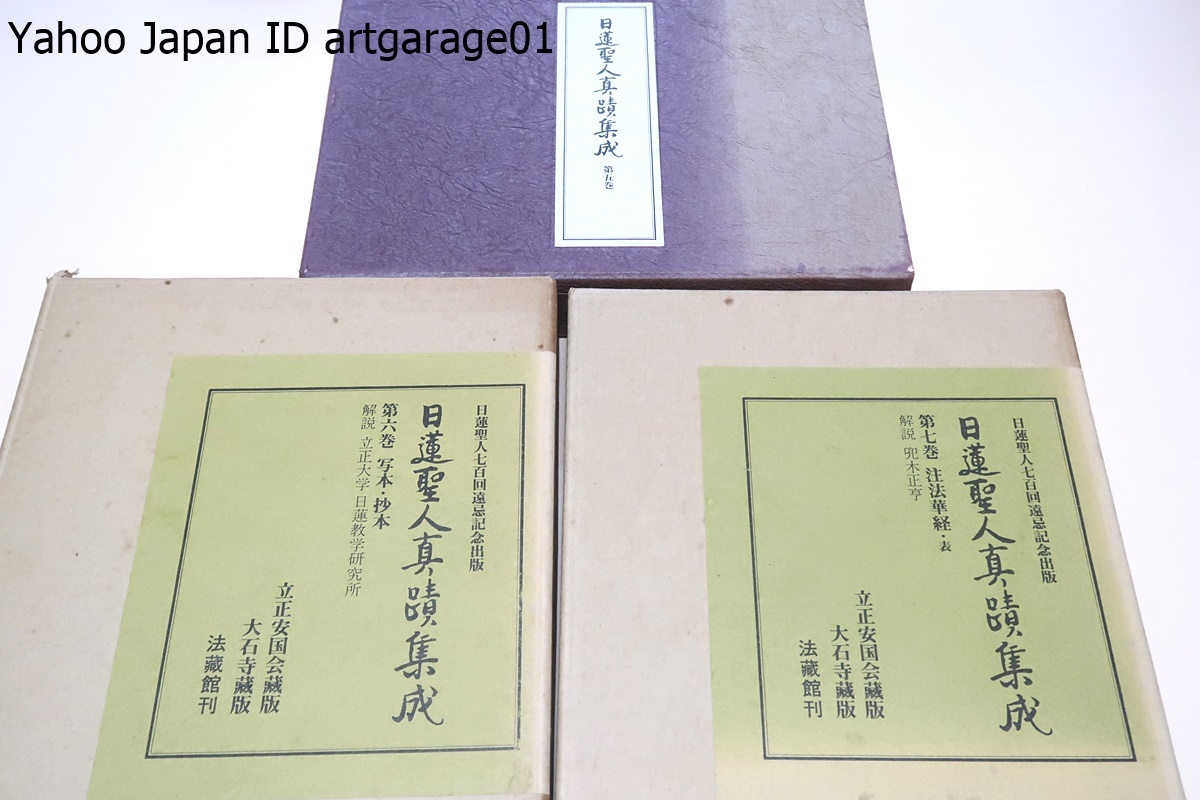 Yahoo Japan ID artgarage01
日蓮聖人真蹟集成
第五巻
日蓮聖人七百回遠忌記念出版
日蓮聖人真蹟集成
第六巻 写本・抄本
解説 立正大学 日蓮教学研究所
立正安国会藏版
大石寺藏版
法藏館刊
日蓮聖人七百回遠忌記念出版
日蓮聖人真蹟集成
第七巻 注法華経・表
解説 兜木正亨
立正安国会藏版
大石寺藏版
法藏館刊